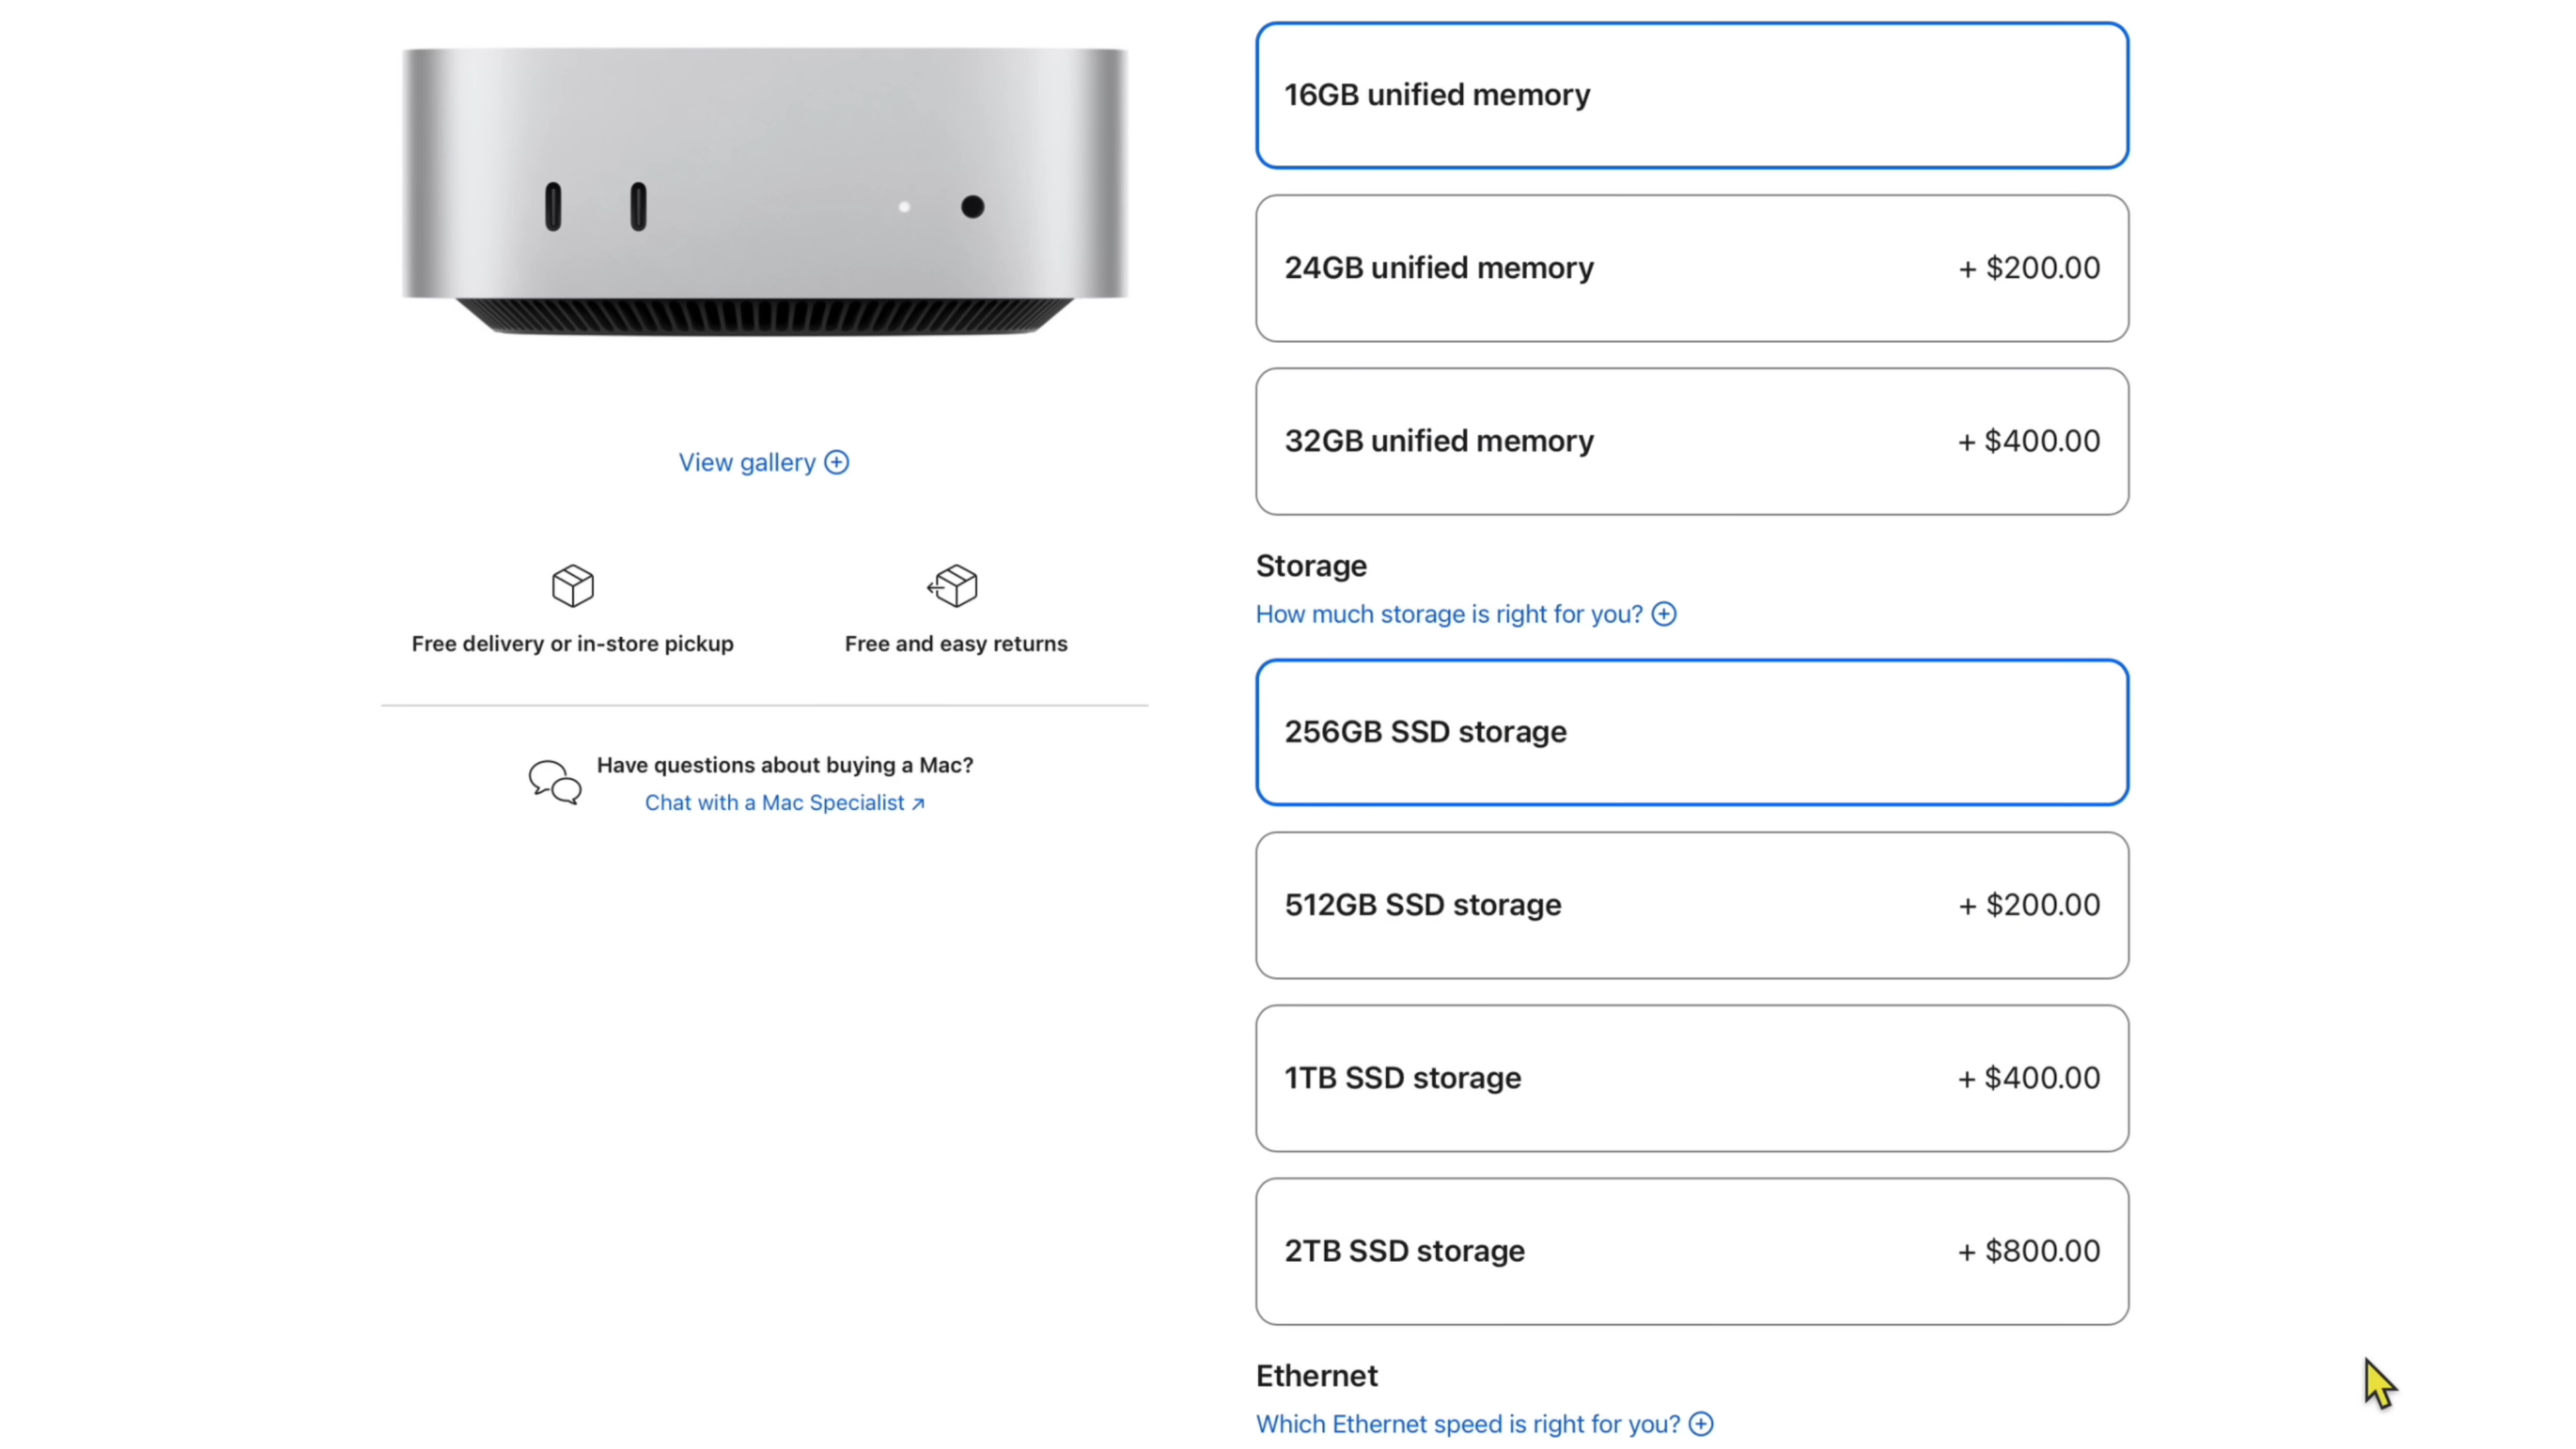 View gallery
Free delivery or in-store pickup
Free and easy returns
Have questions about buying a Mac?
Chat with a Mac Specialist ↗
16GB unified memory
24GB unified memory + $200.00
32GB unified memory + $400.00
Storage
How much storage is right for you?
256GB SSD storage
512GB SSD storage + $200.00
1TB SSD storage + $400.00
2TB SSD storage + $800.00
Ethernet
Which Ethernet speed is right for you?